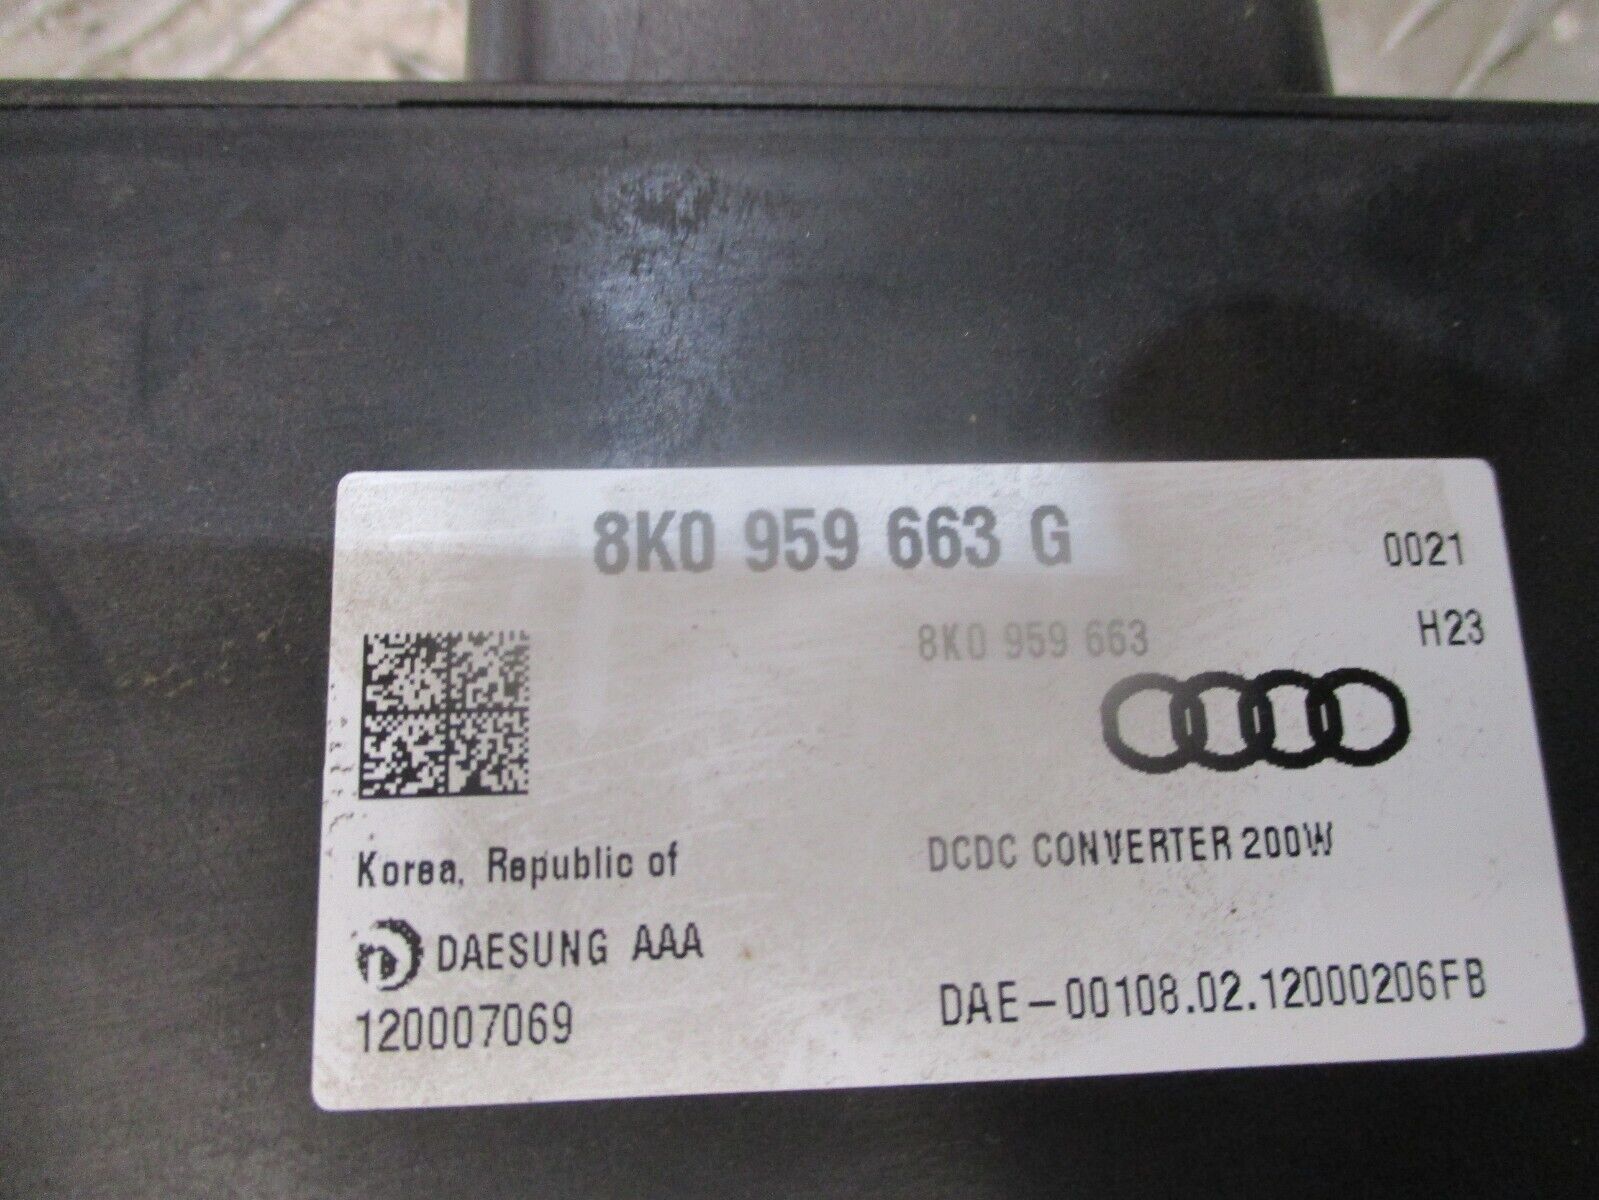 8K0 959 663 G
0021
8K0 959 663
H23
DCDC CONVERTER 200W
Korea, Republic of
DAESUNG AAA
120007069
DAE-00108.02.12000206FB